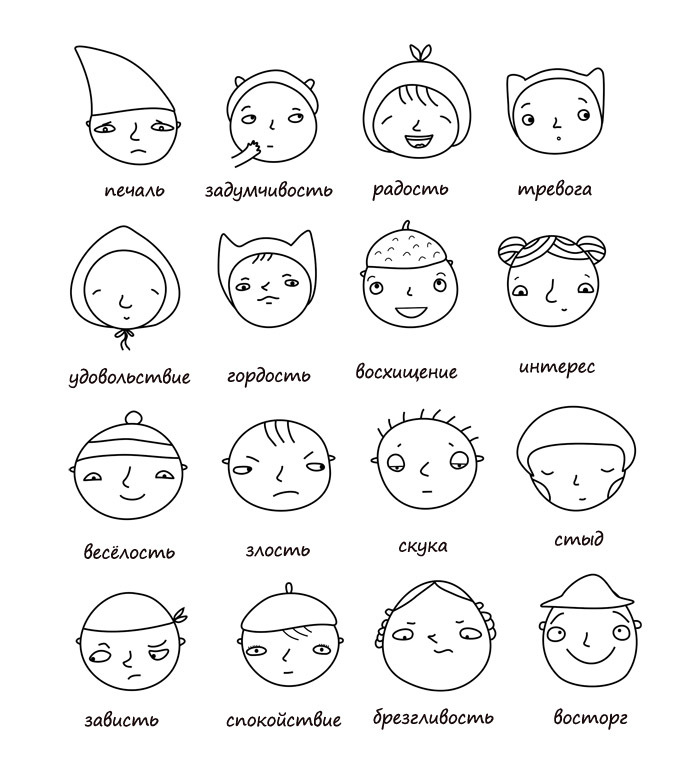 печаль задумчивость радость тревога
удовольствие гордость восхищение интерес
весёлость злость скука стыд
зависть спокойствие брезгливость восторг